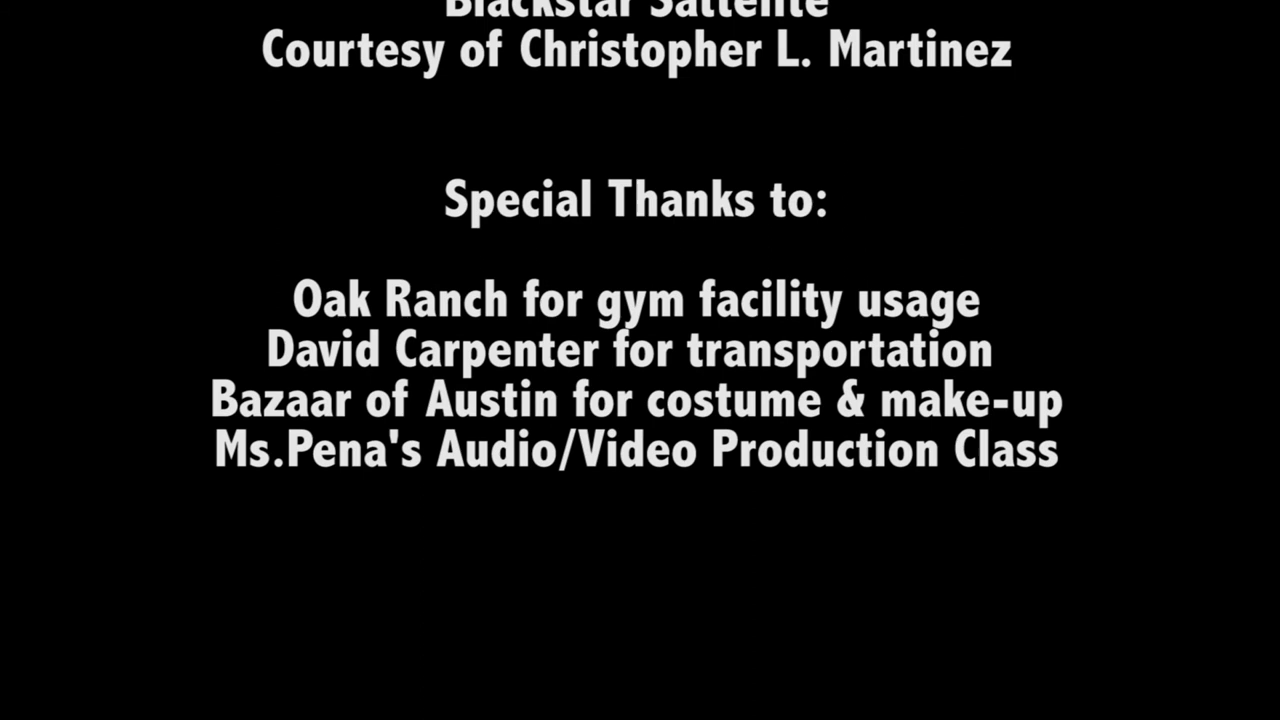 Blackstar
Courtesy of Christopher L. Martinez
Special Thanks to:
Oak Ranch for gym facility usage
David Carpenter for transportation
Bazaar of Austin for costume & make-up
Ms.Pena's Audio/Video Production Class